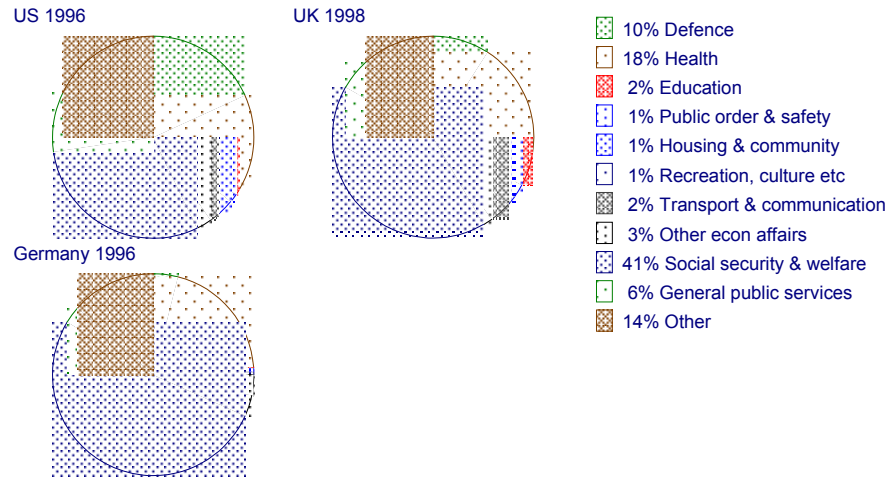 US 1996
UK 1998
Germany 1996
10% Defence
18% Health
2% Education
1% Public order & safety
1% Housing & community
1% Recreation, culture etc
2% Transport & communication
3% Other econ affairs
41% Social security & welfare
6% General public services
14% Other